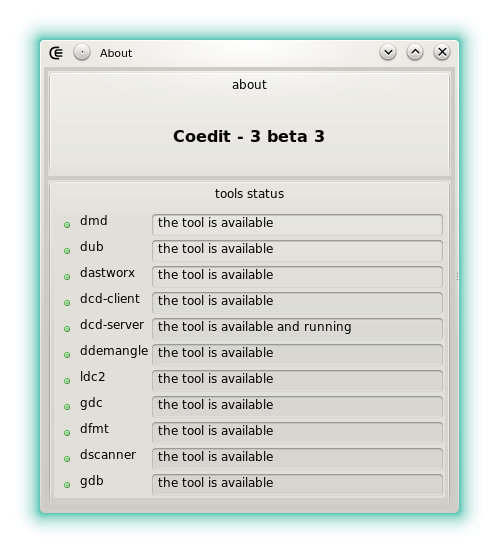 About
about
Coedit - 3 beta 3
tools status
dmd the tool is available
dub the tool is available
dastworx the tool is available
dcd-client the tool is available
dcd-server the tool is available and running
ddemangle the tool is available
ldc2 the tool is available
gdc the tool is available
dfmt the tool is available
dscanner the tool is available
gdb the tool is available